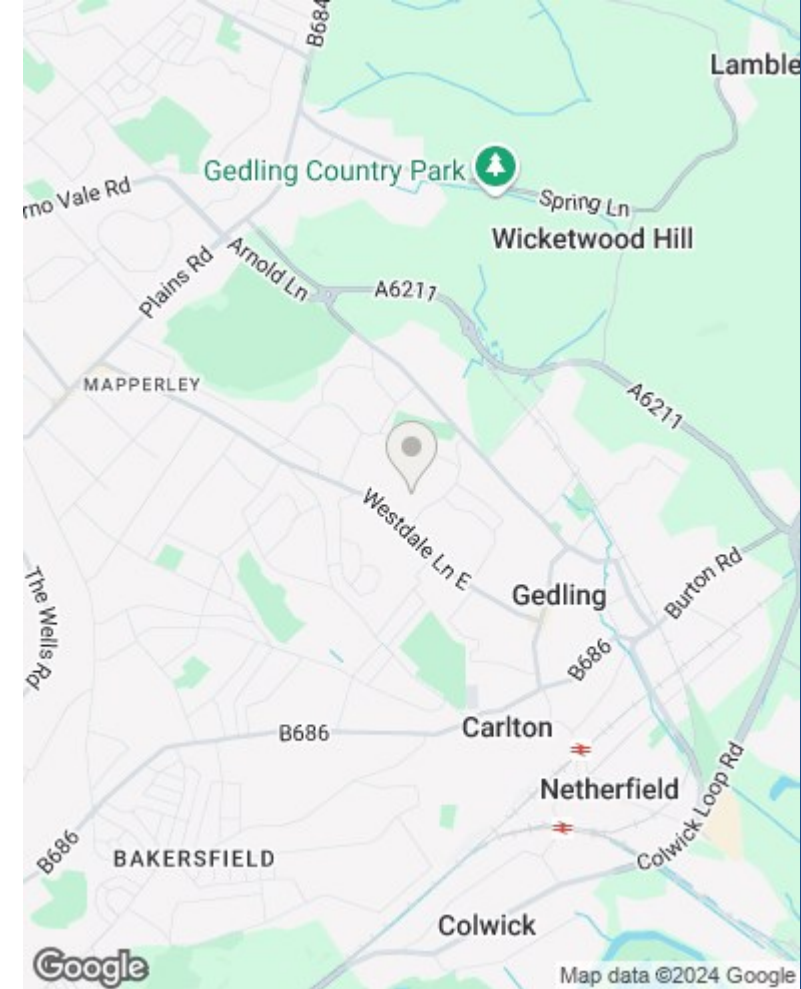 B684
Lamble
Gedling Country Park
rno Vale Rd
Spring Ln
Wicketwood Hill
Plains Rd
Arnold Ln
A6211
MAPPERLEY
A6211
Westdale Ln E
The Wells Rd
Gedling
Burton Rd
B686
B686
Carlton
Netherfield
Colwick Loop Rd
B686
BAKERSFIELD
Colwick
Google
Map data ©2024 Google